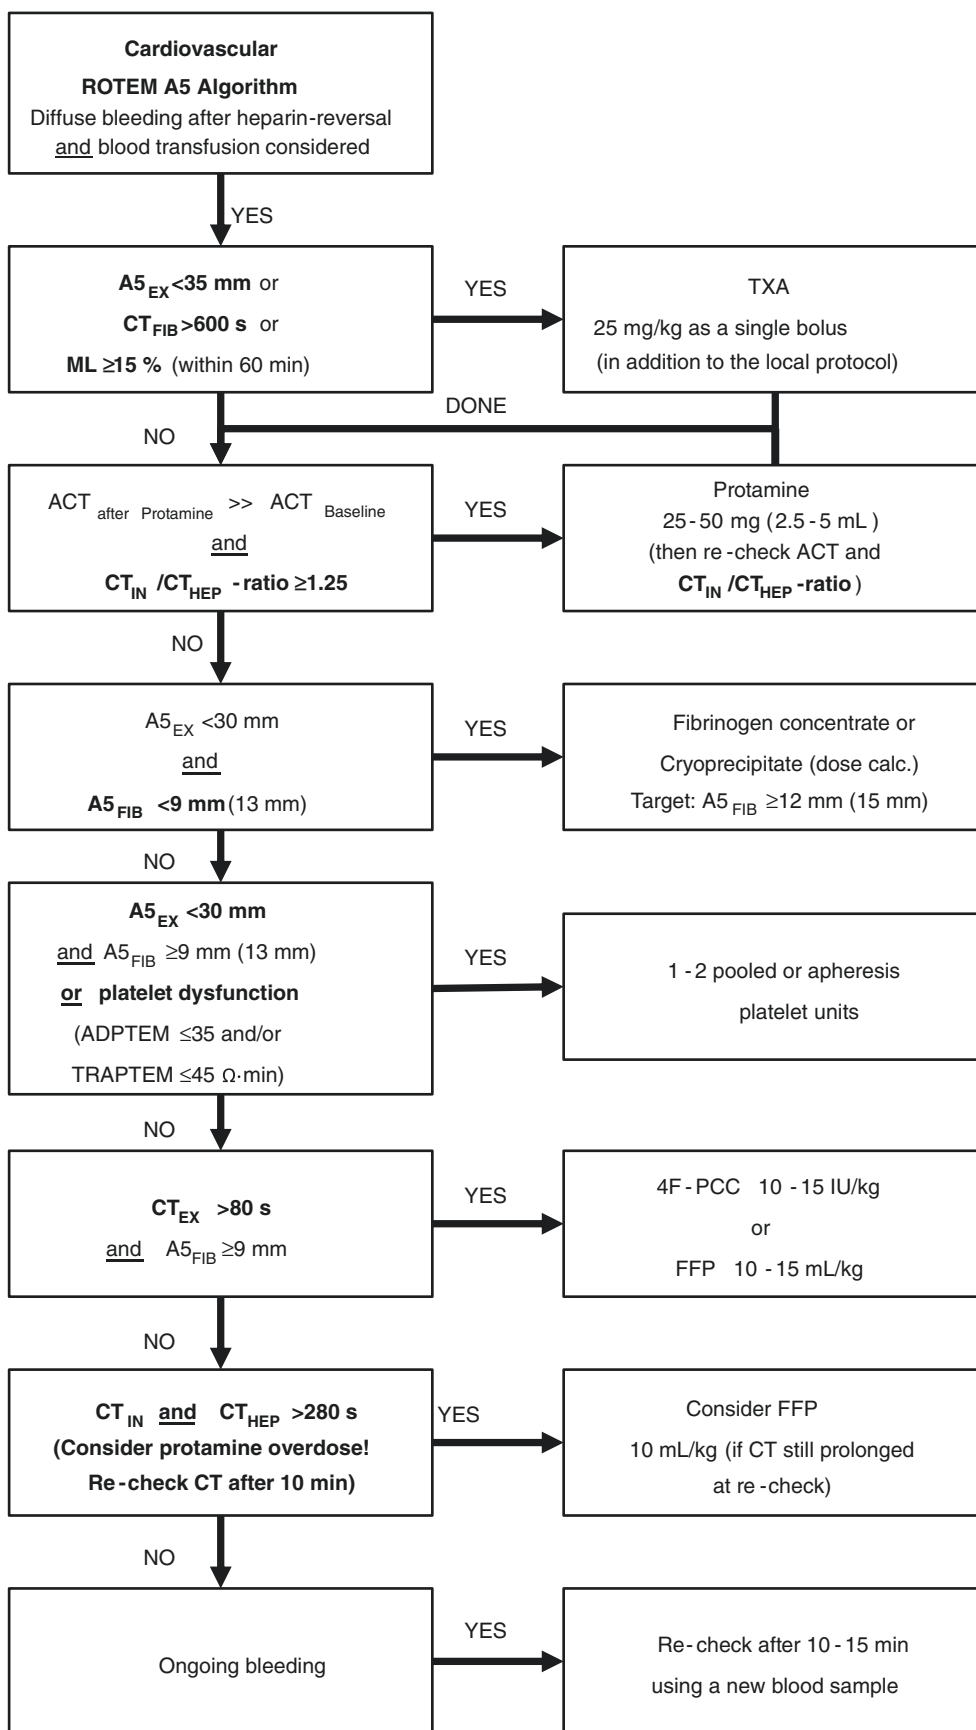 Cardiovascular
ROTEM A5 Algorithm
Diffuse bleeding after heparin-reversal
and blood transfusion considered
YES
A5EX <35 mm or
CTFIB >600 s or
ML ≥15 % (within 60 min)
YES
TXA
25 mg/kg as a single bolus
(in addition to the local protocol)
DONE
NO
ACT after Protamine >> ACT Baseline
and
CTIN /CTHEP -ratio ≥1.25
YES
Protamine
25-50 mg (2.5-5 mL)
(then re-check ACT and
CTIN /CTHEP-ratio)
NO
A5EX <30 mm
and
A5FIB <9 mm (13 mm)
YES
Fibrinogen concentrate or
Cryoprecipitate (dose calc.)
Target: A5FIB ≥12 mm (15 mm)
NO
A5EX <30 mm
and A5FIB ≥9 mm (13 mm)
or platelet dysfunction
(ADPTEM ≤35 and/or
TRAPTEM ≤45 Ω·min)
YES
1-2 pooled or apheresis
platelet units
NO
CTEX >80 s
and A5FIB ≥9 mm
YES
4F-PCC 10-15 IU/kg
or
FFP 10-15 mL/kg
NO
CTIN and CTHEP >280 s
(Consider protamine overdose!
Re-check CT after 10 min)
YES
Consider FFP
10 mL/kg (if CT still prolonged
at re-check)
NO
Ongoing bleeding
YES
Re-check after 10-15 min
using a new blood sample